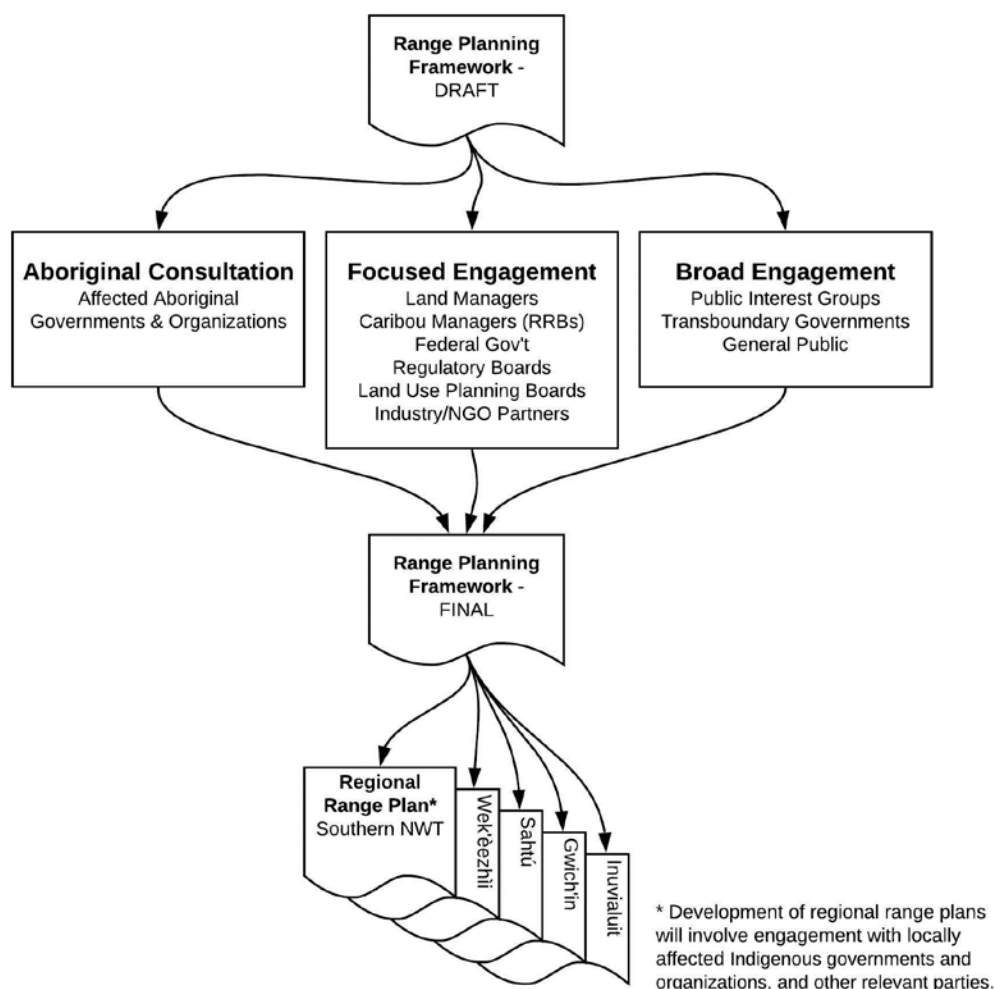 Range Planning
Framework -
DRAFT
Aboriginal Consultation
Affected Aboriginal
Governments & Organizations
Focused Engagement
Land Managers
Caribou Managers (RRBs)
Federal Gov't
Regulatory Boards
Land Use Planning Boards
Industry/NGO Partners
Broad Engagement
Public Interest Groups
Transboundary Governments
General Public
Range Planning
Framework -
FINAL
Regional
Range Plan*
Southern NWT
Wek'èezhìi
Sahtú
Gwich'in
Inuvialuit
* Development of regional range plans
will involve engagement with locally
affected Indigenous governments and
organizations, and other relevant parties.